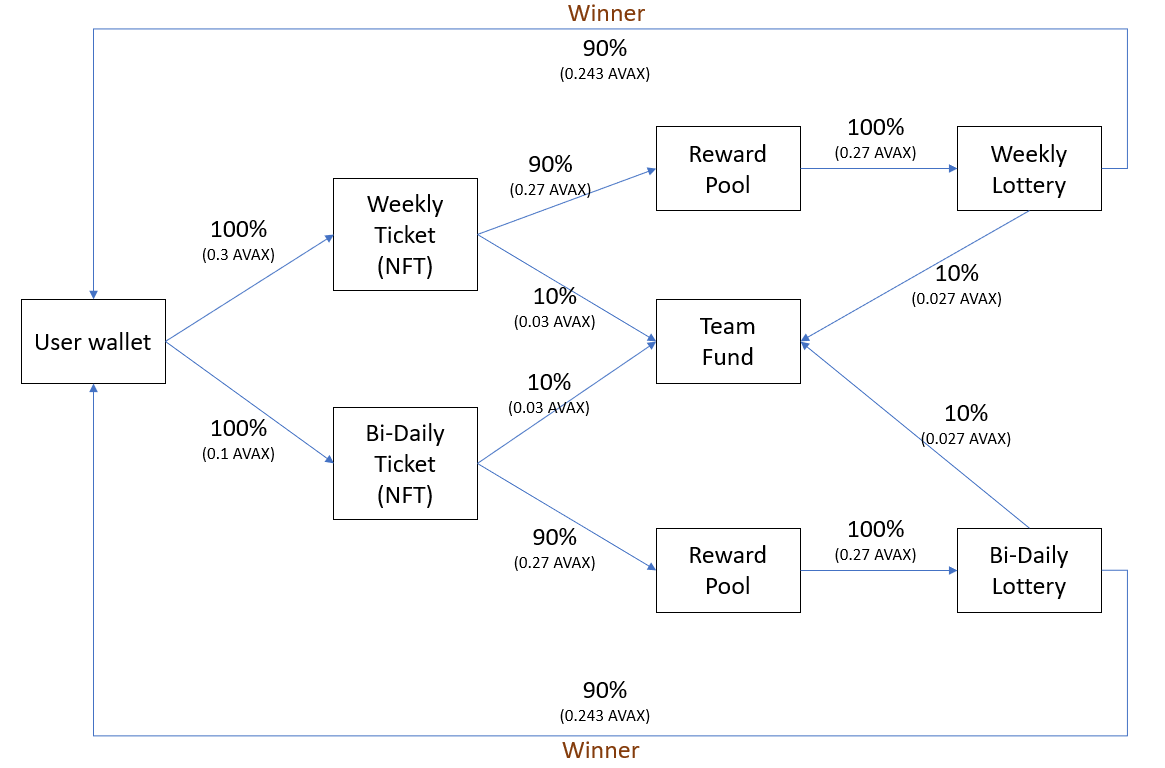 Winner
90%
(0.243 AVAX)
100%
(0.27 AVAX)
Reward
Pool
Weekly
Lottery
90%
(0.27 AVAX)
Weekly
Ticket
(NFT)
100%
(0.3 AVAX)
10%
(0.027 AVAX)
10%
(0.03 AVAX)
User wallet
Team
Fund
10%
(0.03 AVAX)
10%
(0.027 AVAX)
100%
(0.1 AVAX)
Bi-Daily
Ticket
(NFT)
90%
(0.27 AVAX)
100%
(0.27 AVAX)
Reward
Pool
Bi-Daily
Lottery
90%
(0.243 AVAX)
Winner